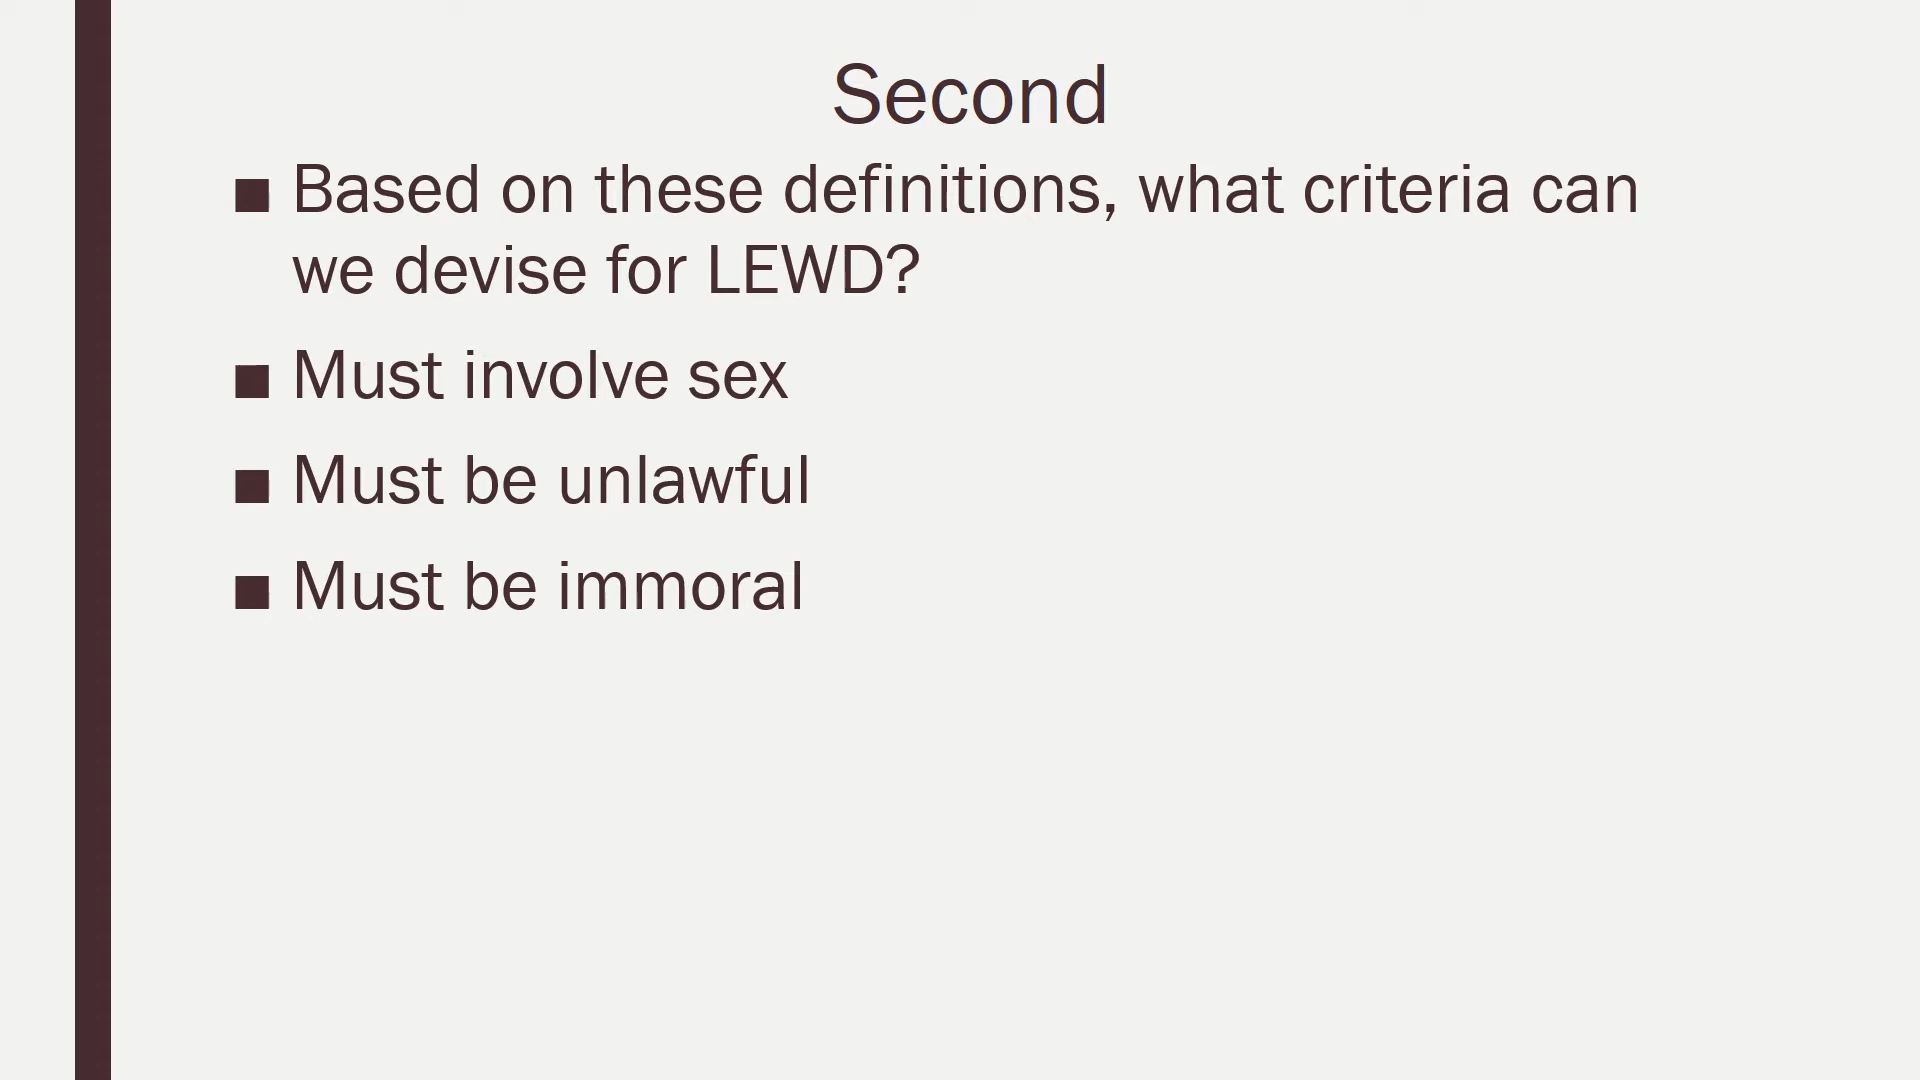 Second
■ Based on these definitions, what criteria can
we devise for LEWD?
■ Must involve sex
■ Must be unlawful
■ Must be immoral